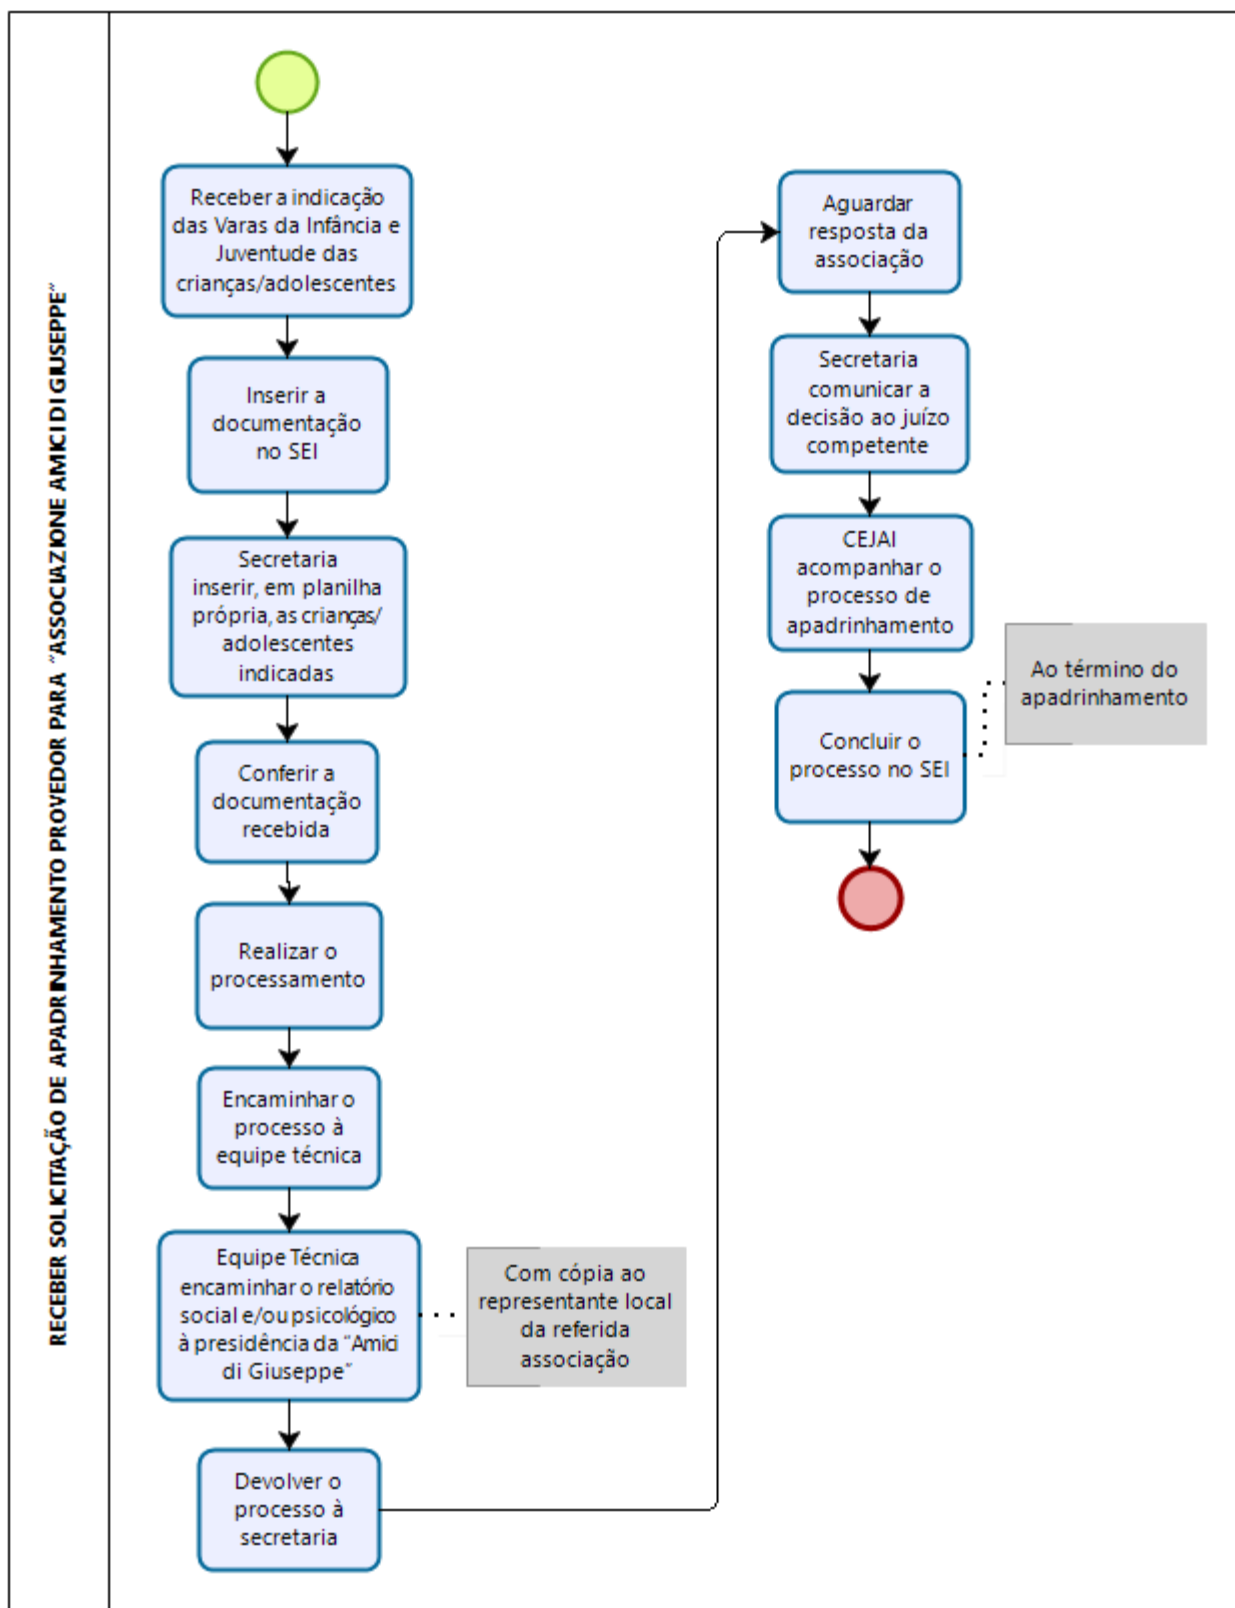 RECEBER SOLICITAÇÃO DE APADRINHAMENTO PROVEDOR PARA “ASSOCIAZIONE AMICI DI GIUSEPPE”
Receber a indicação
das Varas da Infância e
Juventude das
crianças/adolescentes
Inserir a
documentação
no SEI
Secretaria
inserir, em planilha
própria, as crianças/
adolescentes
indicadas
Conferir a
documentação
recebida
Realizar o
processamento
Encaminhar o
processo à
equipe técnica
Equipe Técnica
encaminhar o relatório
social e/ou psicológico
à presidência da “Amici
di Giuseppe”
Com cópia ao
representante local
da referida
associação
Devolver o
processo à
secretaria
Aguardar
resposta da
associação
Secretaria
comunicar a
decisão ao juízo
competente
CEJAI
acompanhar o
processo de
apadrinhamento
Ao término do
apadrinhamento
Concluir o
processo no SEI